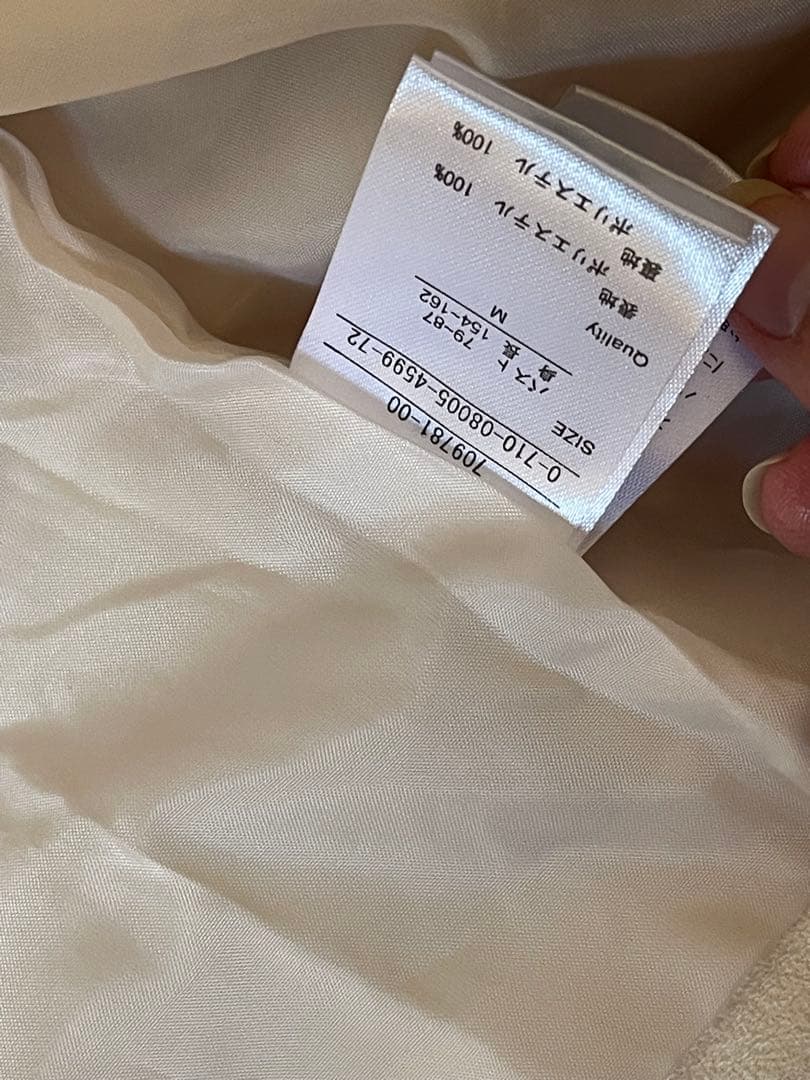 709781-00
0-710-08005-4599-72
SIZE
バスト 79-87
身 長 154-162
M
Quality
表地 ポリエステル 100%
裏地 ポリエステル 100%